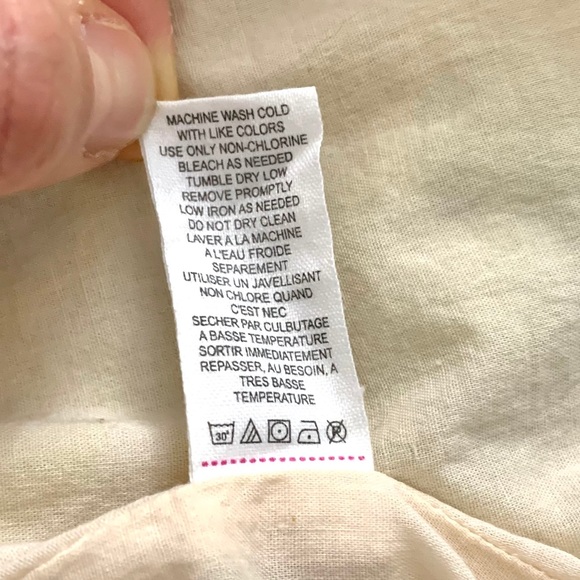 MACHINE WASH COLD
WITH LIKE COLORS
USE ONLY NON-CHLORINE
BLEACH AS NEEDED
TUMBLE DRY LOW
REMOVE PROMPTLY
LOW IRON AS NEEDED
DO NOT DRY CLEAN
LAVER A LA MACHINE
A L'EAU FROIDE
SEPAREMENT
UTILISER UN JAVELLISANT
NON CHLORE QUAND
C'EST NEC
SECHER PAR CULBUTAGE
A BASSE TEMPERATURE
SORTIR IMMEDIATEMENT
REPASSER, AU BESOIN, A
TRES BASSE
TEMPERATURE
30°